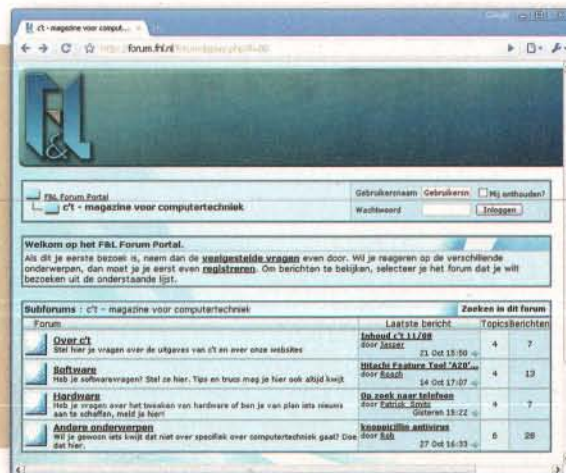 c't - magazine voor comput...
forum.fnl.nl
F&L
F&L Forum Portal
c't - magazine voor computertechniek
Gebruikersnaam Gebruikersn Mij onthouden?
Wachtwoord Inloggen
Welkom op het F&L Forum Portal.
Als dit je eerste bezoek is, neem dan de veelgestelde vragen even door. Wil je reageren op de verschillende
onderwerpen, dan moet je je eerst even registreren. Om berichten te bekijken, selecteer je het forum dat je wilt
bezoeken uit de onderstaande lijst.
Subforums : c't - magazine voor computertechniek Zoeken in dit forum
Forum Laatste bericht Topics Berichten
Over c't
Stel hier je vragen over de uitgaves van c't en over onze websites
Inhoud c't 11/08
door Jasper
21 Oct 15:50
4 7
Software
Heb je softwarevragen? Stel ze hier. Tips en trucs mag je hier ook altijd kwijt
Hitachi Feature Tool "A20'...
door Roach
14 Oct 17:07
4 13
Hardware
Heb je vragen over het tweaken van hardware of ben je van plan iets nieuws
aan te schaffen, meld je hier!
Op zoek naar telefoon
door Patrick Smits
Gisteren 15:22
4 7
Andere onderwerpen
Wil je gewoon iets kwijt dat niet over specifiek over computertechniek gaat? Doe
dat hier.
knoppicillin antivirus
door Rob
27 Oct 16:33
6 26